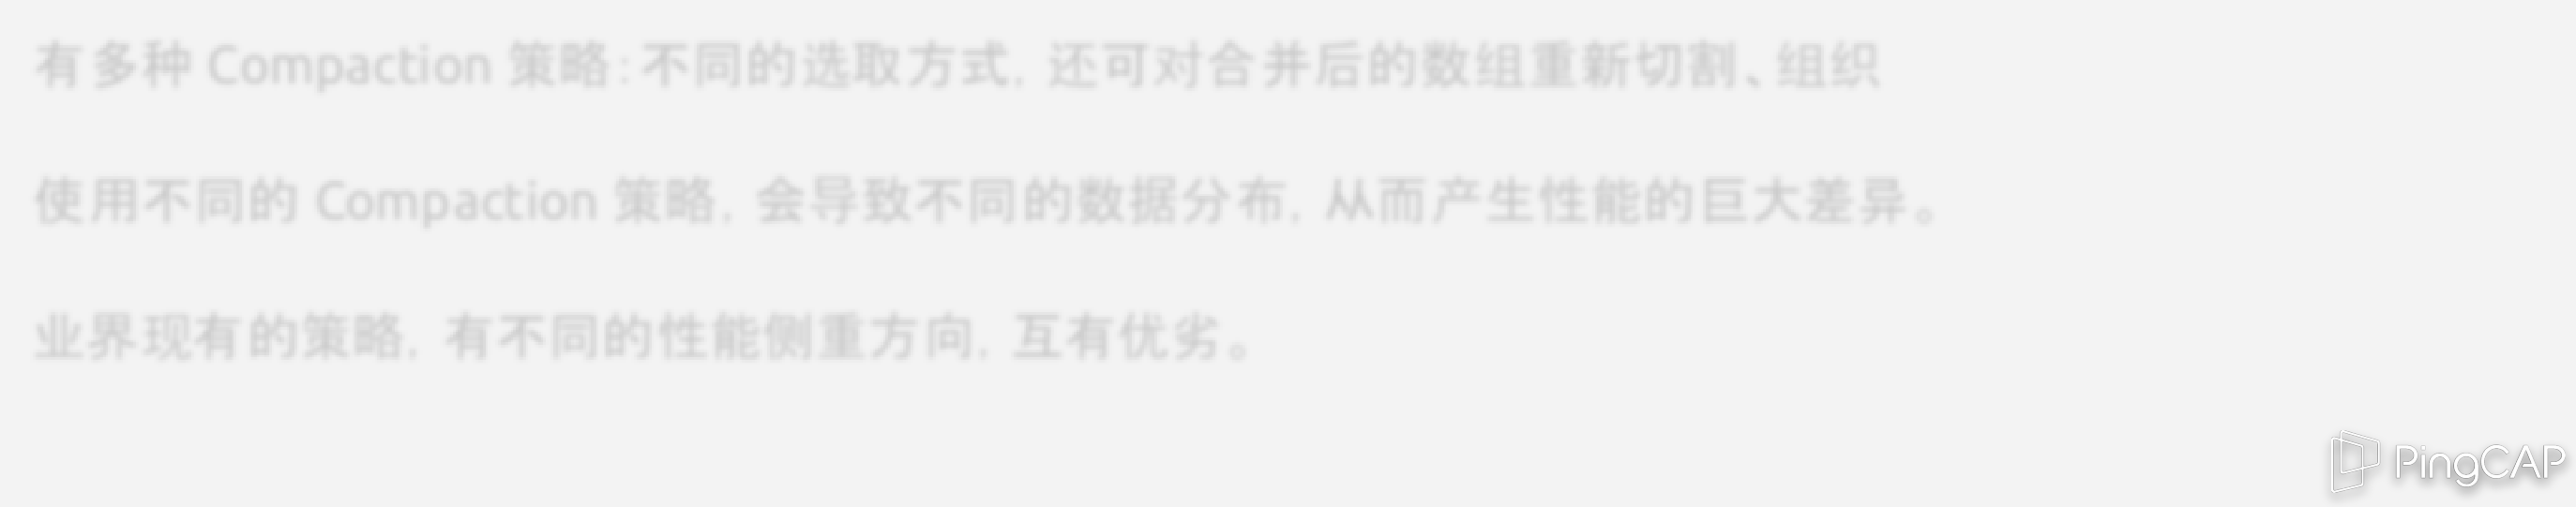 有多种 Compaction 策略：不同的选取方式，还可对合并后的数组重新切割、组织
使用不同的 Compaction 策略，会导致不同的数据分布，从而产生性能的巨大差异。
业界现有的策略，有不同的性能侧重方向，互有优劣。
PingCAP